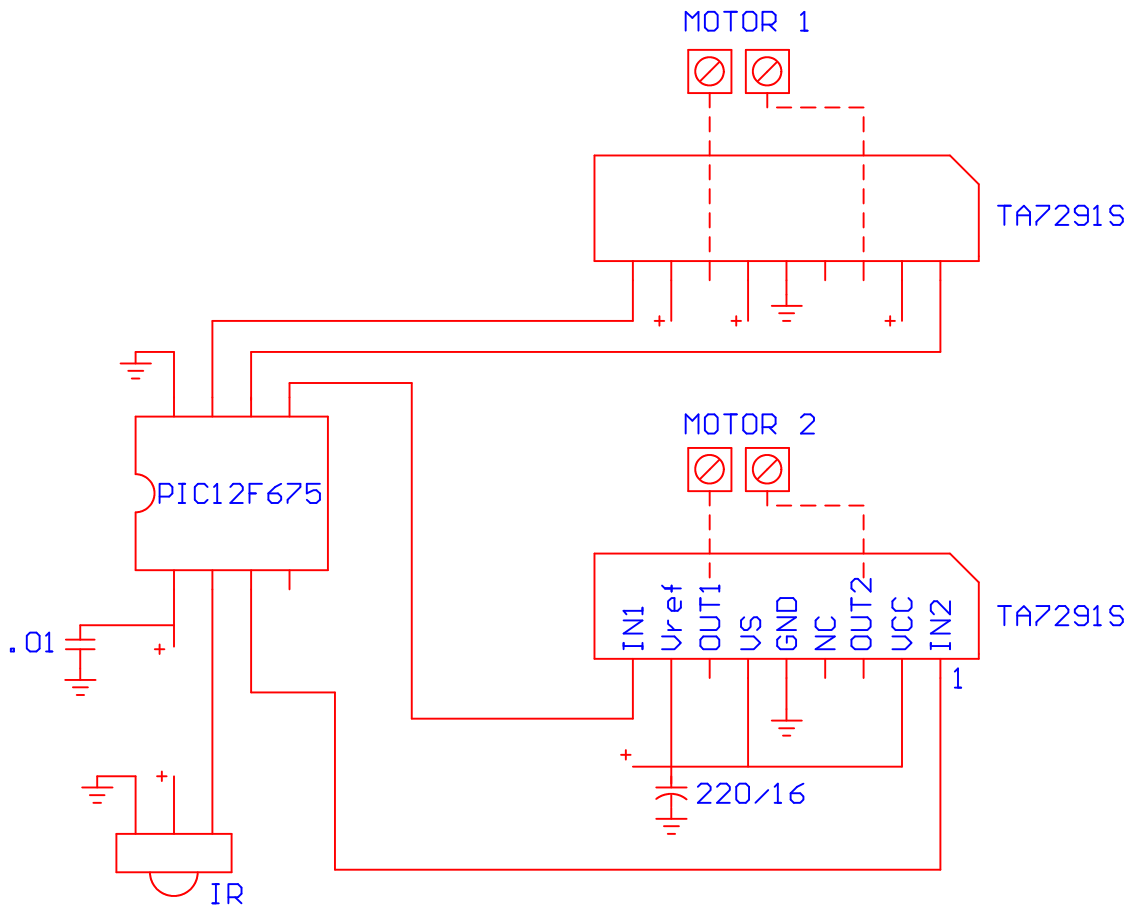 MOTOR 1
TA7291S
+
+
+
MOTOR 2
PIC12F675
IN1
Vref
OUT1
VS
GND
NC
OUT2
VCC
IN2
TA7291S
.01
+
1
+
+
220/16
IR